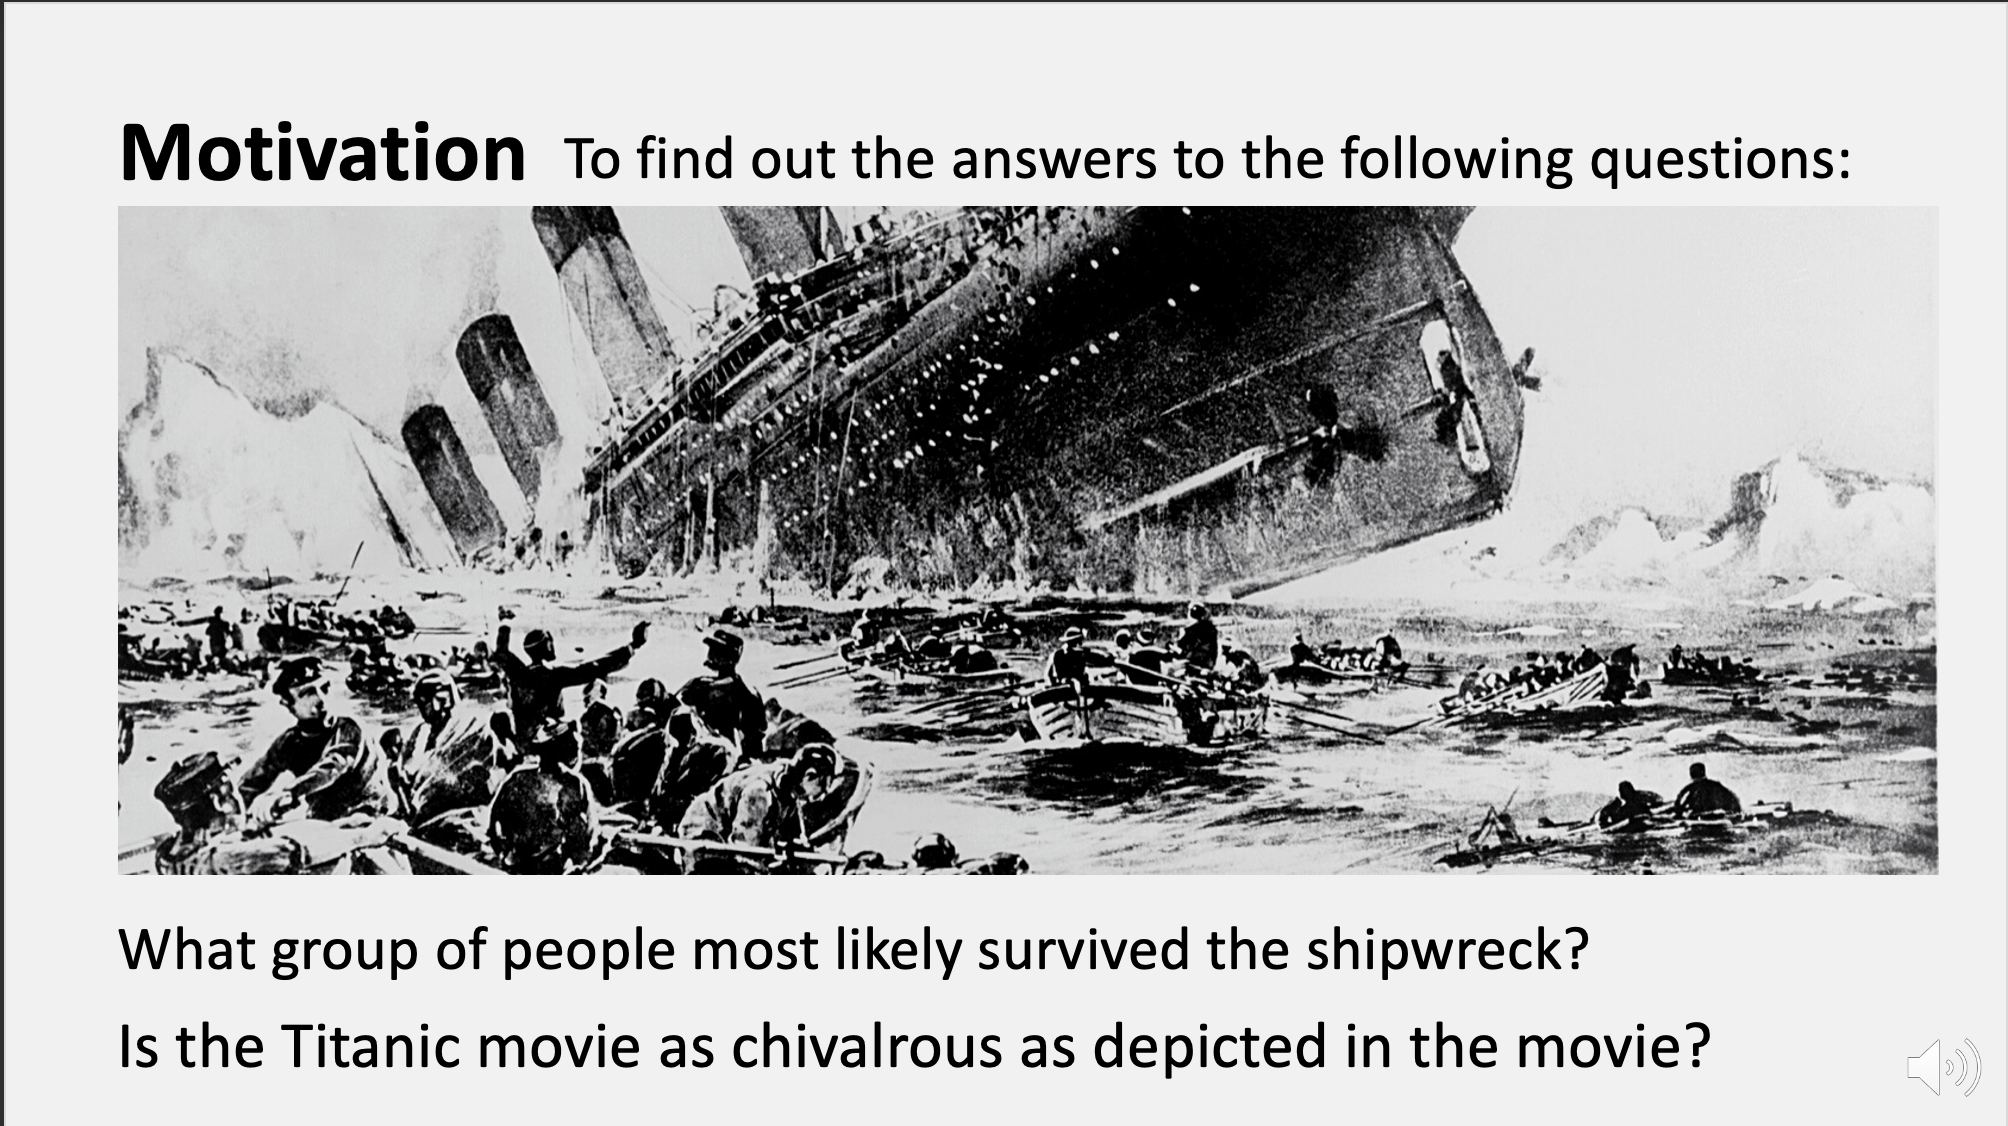 Motivation To find out the answers to the following questions:
What group of people most likely survived the shipwreck?
Is the Titanic movie as chivalrous as depicted in the movie?